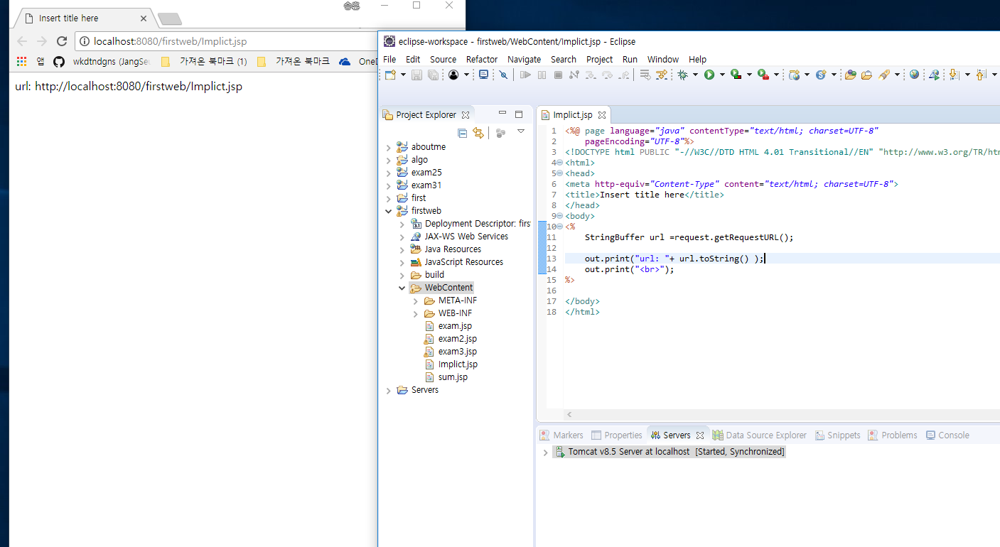 송훈
Insert title here
localhost:8080/firstweb/Implict.jsp
앱
wkdtndgns (JangSeu
가져온 북마크 (1)
가져온 북마크
OneD
url: http://localhost:8080/firstweb/Implict.jsp
eclipse-workspace - firstweb/WebContent/Implict.jsp - Eclipse
File Edit Source Refactor Navigate Search Project Run Window Help
Project Explorer
aboutme
algo
exam25
exam31
first
firstweb
3.1 Deployment Descriptor: firs
JAX-WS Web Services
Java Resources
JavaScript Resources
build
WebContent
META-INF
WEB-INF
exam.jsp
exam2.jsp
exam3.jsp
Implict.jsp
sum.jsp
Servers
Implict.jsp
1 <%@ page language="java" contentType="text/html; charset=UTF-8"
2     pageEncoding="UTF-8"%>
3 <!DOCTYPE html PUBLIC "-//W3C//DTD HTML 4.01 Transitional//EN" "http://www.w3.org/TR/htm
4 <html>
5 <head>
6 <meta http-equiv="Content-Type" content="text/html; charset=UTF-8">
7 <title>Insert title here</title>
8 </head>
9 <body>
10 <%
11     StringBuffer url =request.getRequestURL();
12
13     out.print("url: "+ url.toString() );
14     out.print("<br>");
15 %>
16
17 </body>
18 </html>
Markers Properties Servers Data Source Explorer Snippets Problems Console
Tomcat v8.5 Server at localhost [Started, Synchronized]